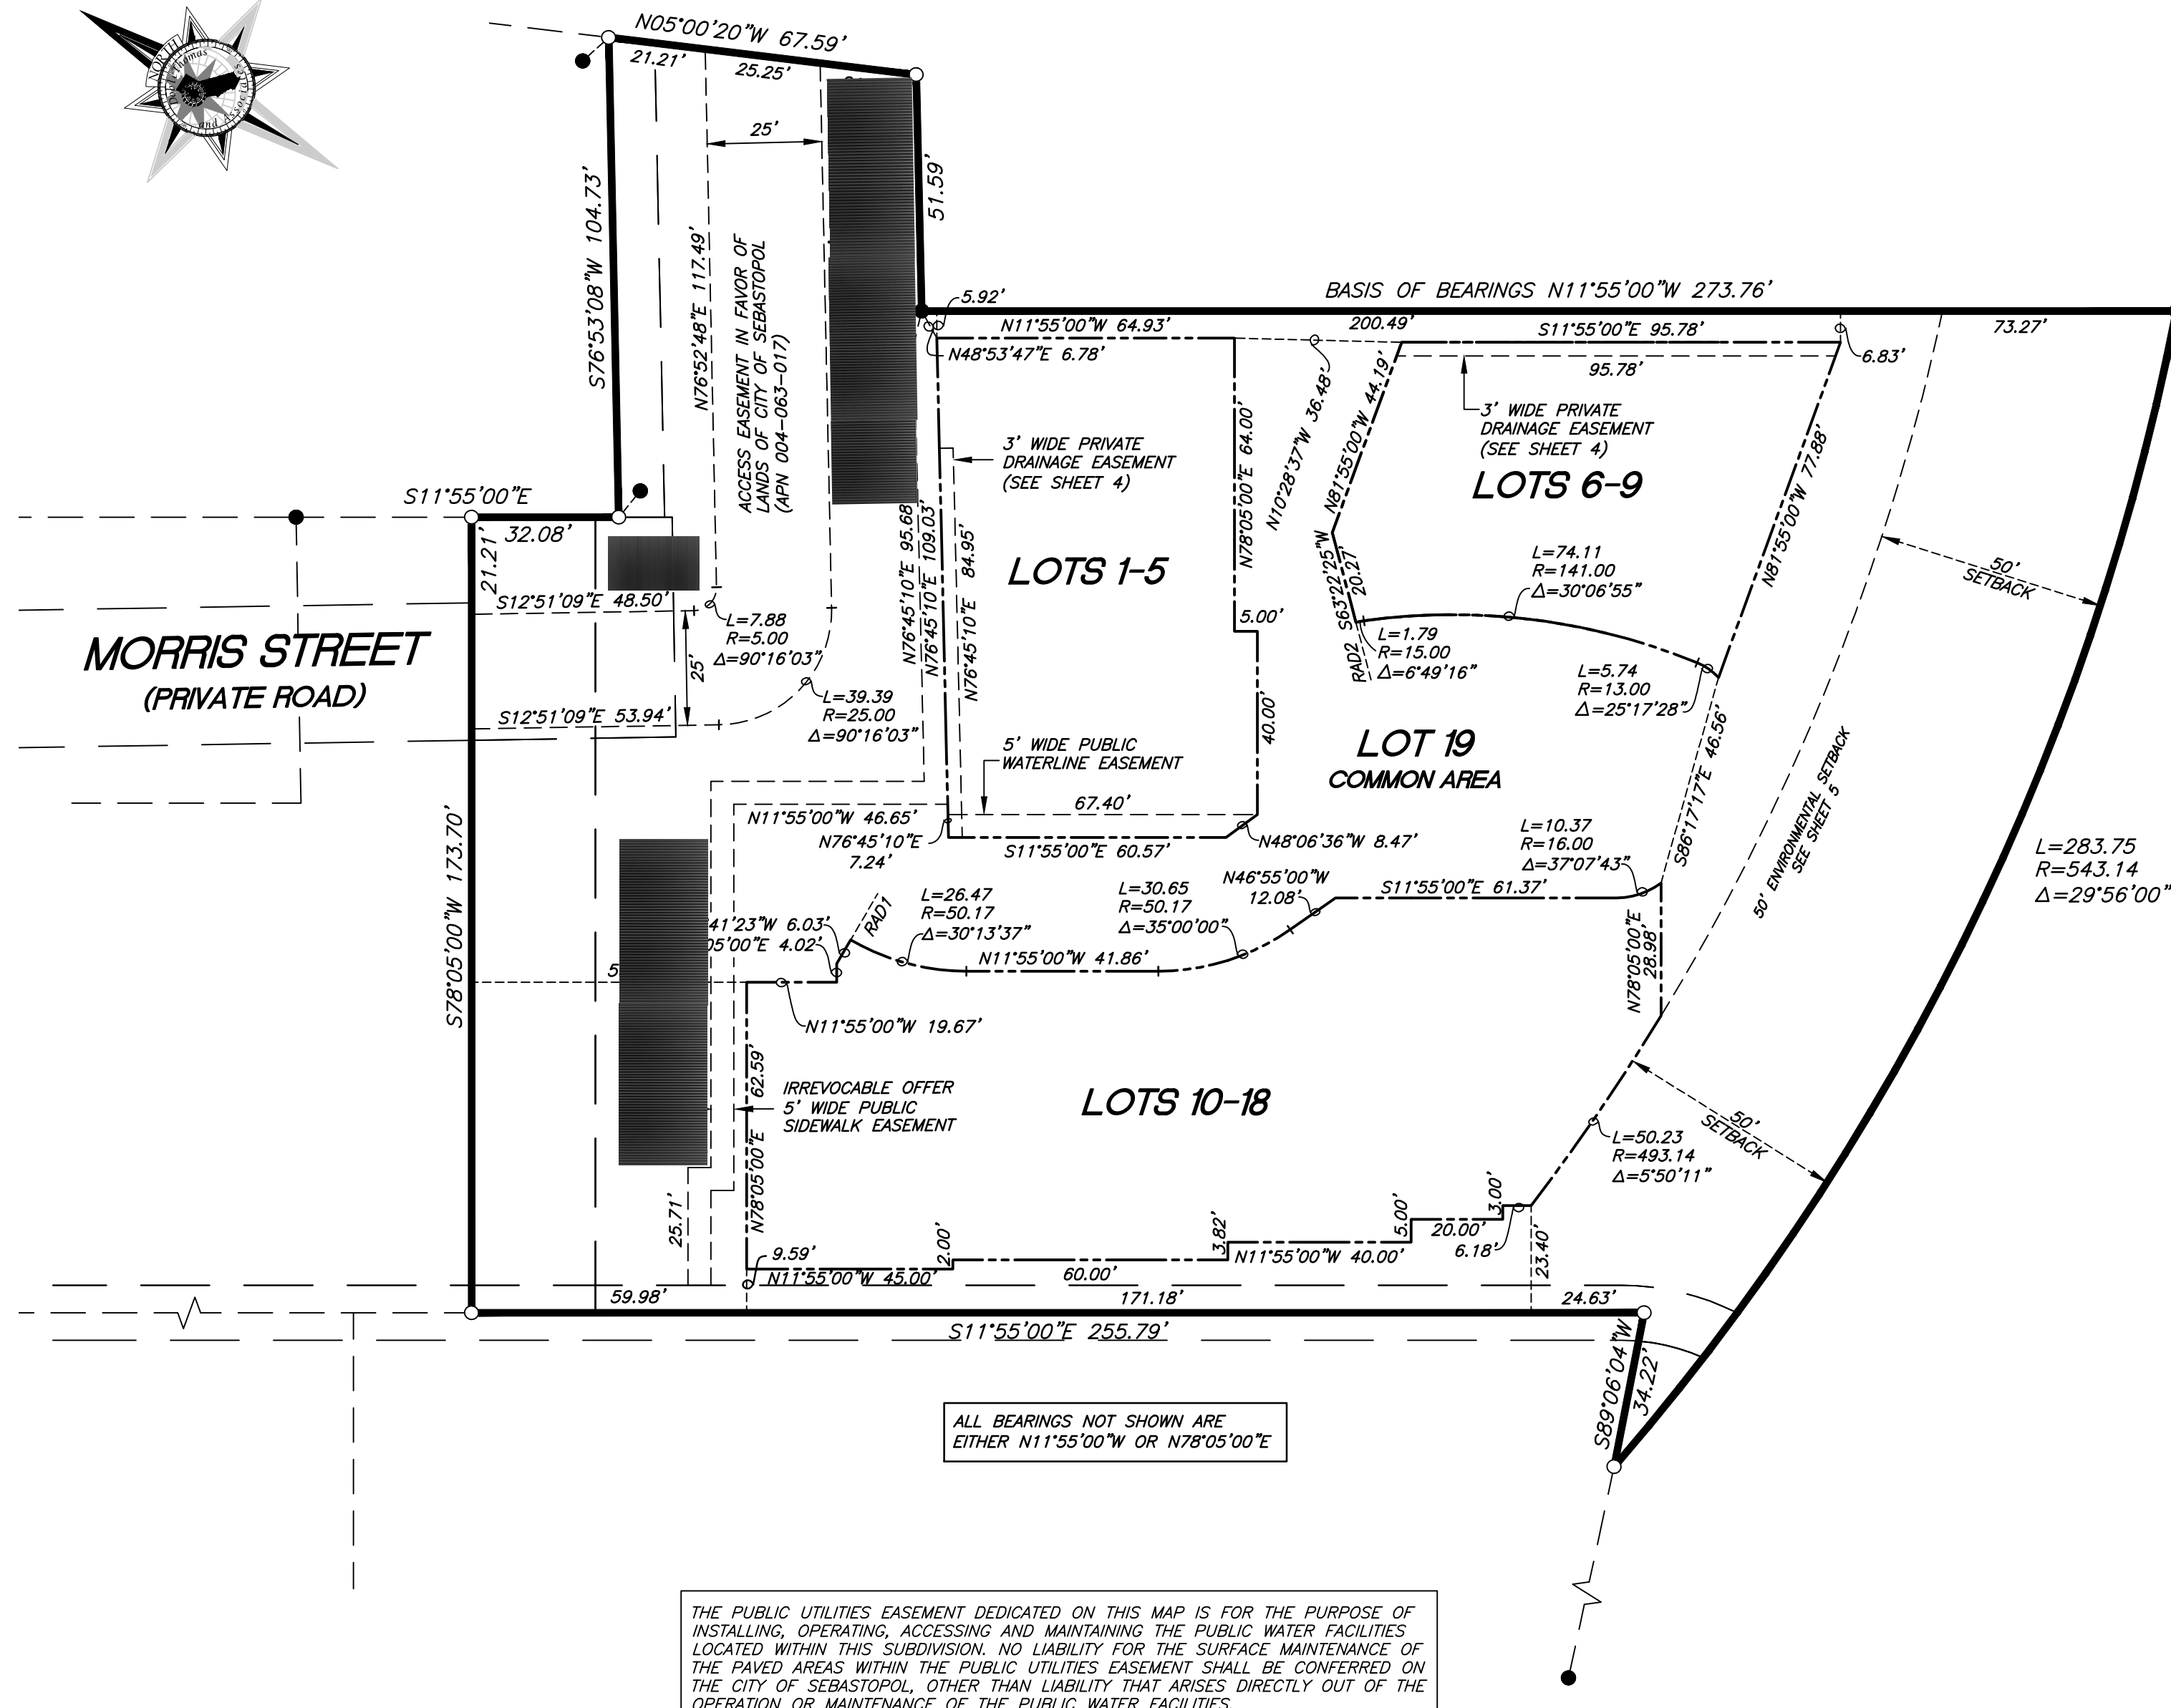 N05°00'20"W 67.59'
21.21'
25.25'
NORTH
Thomas
and Associates
25'
51.59'
S76°53'08"W 104.73'
N76°52'48"E 117.49'
ACCESS EASEMENT IN FAVOR OF
LANDS OF CITY OF SEBASTOPOL
(APN 004-063-017)
BASIS OF BEARINGS N11°55'00"W 273.76'
5.92'
N11°55'00"W 64.93'
200.49'
S11°55'00"E 95.78'
73.27'
N48°53'47"E 6.78'
6.83'
95.78'
N81°55'00"W 44.19'
N10°28'37"W 36.48'
3' WIDE PRIVATE
DRAINAGE EASEMENT
(SEE SHEET 4)
3' WIDE PRIVATE
DRAINAGE EASEMENT
(SEE SHEET 4)
N78°05'00"E 64.00'
N81°55'00"W 77.88'
LOTS 6-9
S11°55'00"E
32.08'
21.21'
N76°45'10"E 95.68'
N76°45'10"E 109.03'
N76°45'10"E 84.95'
LOTS 1-5
S63°22'25"W
20.27'
L=74.11
R=141.00
Δ=30°06'55"
50'
SETBACK
S12°51'09"E 48.50'
L=7.88
R=5.00
Δ=90°16'03"
5.00'
MORRIS STREET
(PRIVATE ROAD)
25'
RAD2
L=1.79
R=15.00
Δ=6°49'16"
L=5.74
R=13.00
Δ=25°17'28"
L=39.39
R=25.00
Δ=90°16'03"
S12°51'09"E 53.94'
40.00'
LOT 19
COMMON AREA
5' WIDE PUBLIC
WATERLINE EASEMENT
S86°17'17"E 46.56'
50' ENVIRONMENTAL SETBACK
SEE SHEET 5
67.40'
N11°55'00"W 46.65'
N76°45'10"E
7.24'
S11°55'00"E 60.57'
N48°06'36"W 8.47'
L=10.37
R=16.00
Δ=37°07'43"
L=283.75
R=543.14
Δ=29°56'00"
S78°05'00"W 173.70'
L=26.47
R=50.17
Δ=30°13'37"
L=30.65
R=50.17
Δ=35°00'00"
N46°55'00"W
12.08'
S11°55'00"E 61.37'
RAD1
41'23"W 6.03'
05'00"E 4.02'
N11°55'00"W 41.86'
N78°05'00"E
28.98'
5
N11°55'00"W 19.67'
N78°05'00"E 62.59'
IRREVOCABLE OFFER
5' WIDE PUBLIC
SIDEWALK EASEMENT
LOTS 10-18
50'
SETBACK
L=50.23
R=493.14
Δ=5°50'11"
25.71'
9.59'
N11°55'00"W 45.00'
2.00'
60.00'
3.82'
N11°55'00"W 40.00'
5.00'
20.00'
3.00'
6.18'
23.40'
59.98'
171.18'
24.63'
S11°55'00"E 255.79'
S89°06'04"W
34.22'
ALL BEARINGS NOT SHOWN ARE
EITHER N11°55'00"W OR N78°05'00"E
THE PUBLIC UTILITIES EASEMENT DEDICATED ON THIS MAP IS FOR THE PURPOSE OF
INSTALLING, OPERATING, ACCESSING AND MAINTAINING THE PUBLIC WATER FACILITIES
LOCATED WITHIN THIS SUBDIVISION. NO LIABILITY FOR THE SURFACE MAINTENANCE OF
THE PAVED AREAS WITHIN THE PUBLIC UTILITIES EASEMENT SHALL BE CONFERRED ON
THE CITY OF SEBASTOPOL, OTHER THAN LIABILITY THAT ARISES DIRECTLY OUT OF THE
OPERATION OR MAINTENANCE OF THE PUBLIC WATER FACILITIES.